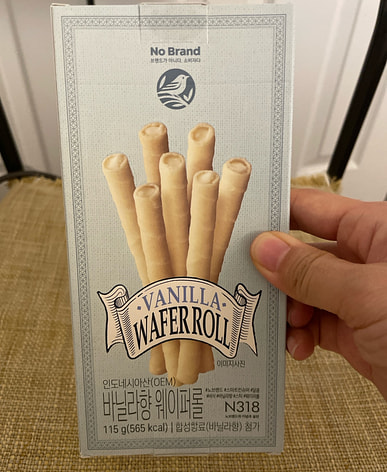 No Brand
브랜드가 아니다. 소비자다
VANILLA
WAFER ROLL
이미지사진
인도네시아산(OEM)
바닐라향 웨이퍼롤
N318
115 g (565 kcal) | 합성향료(바닐라향) 첨가